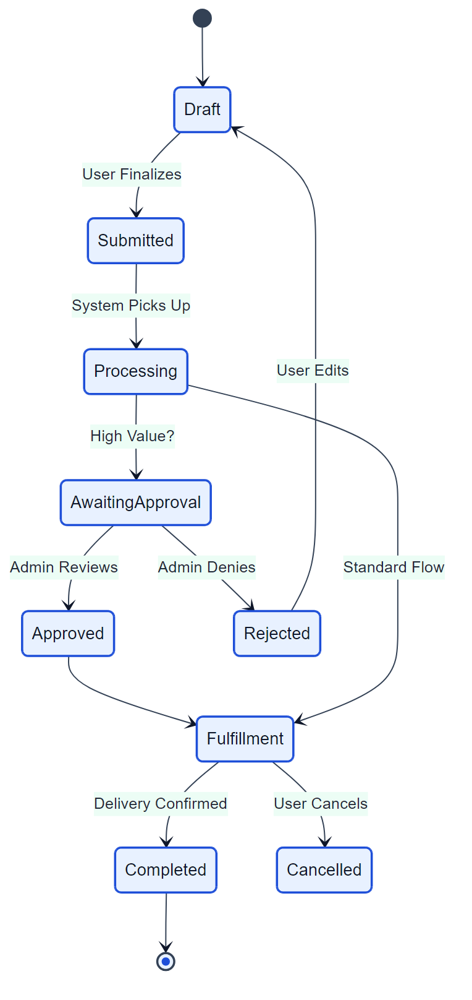 Draft
User Finalizes
Submitted
System Picks Up
Processing
User Edits
High Value?
AwaitingApproval
Admin Reviews
Admin Denies
Standard Flow
Approved
Rejected
Fulfillment
Delivery Confirmed
User Cancels
Completed
Cancelled